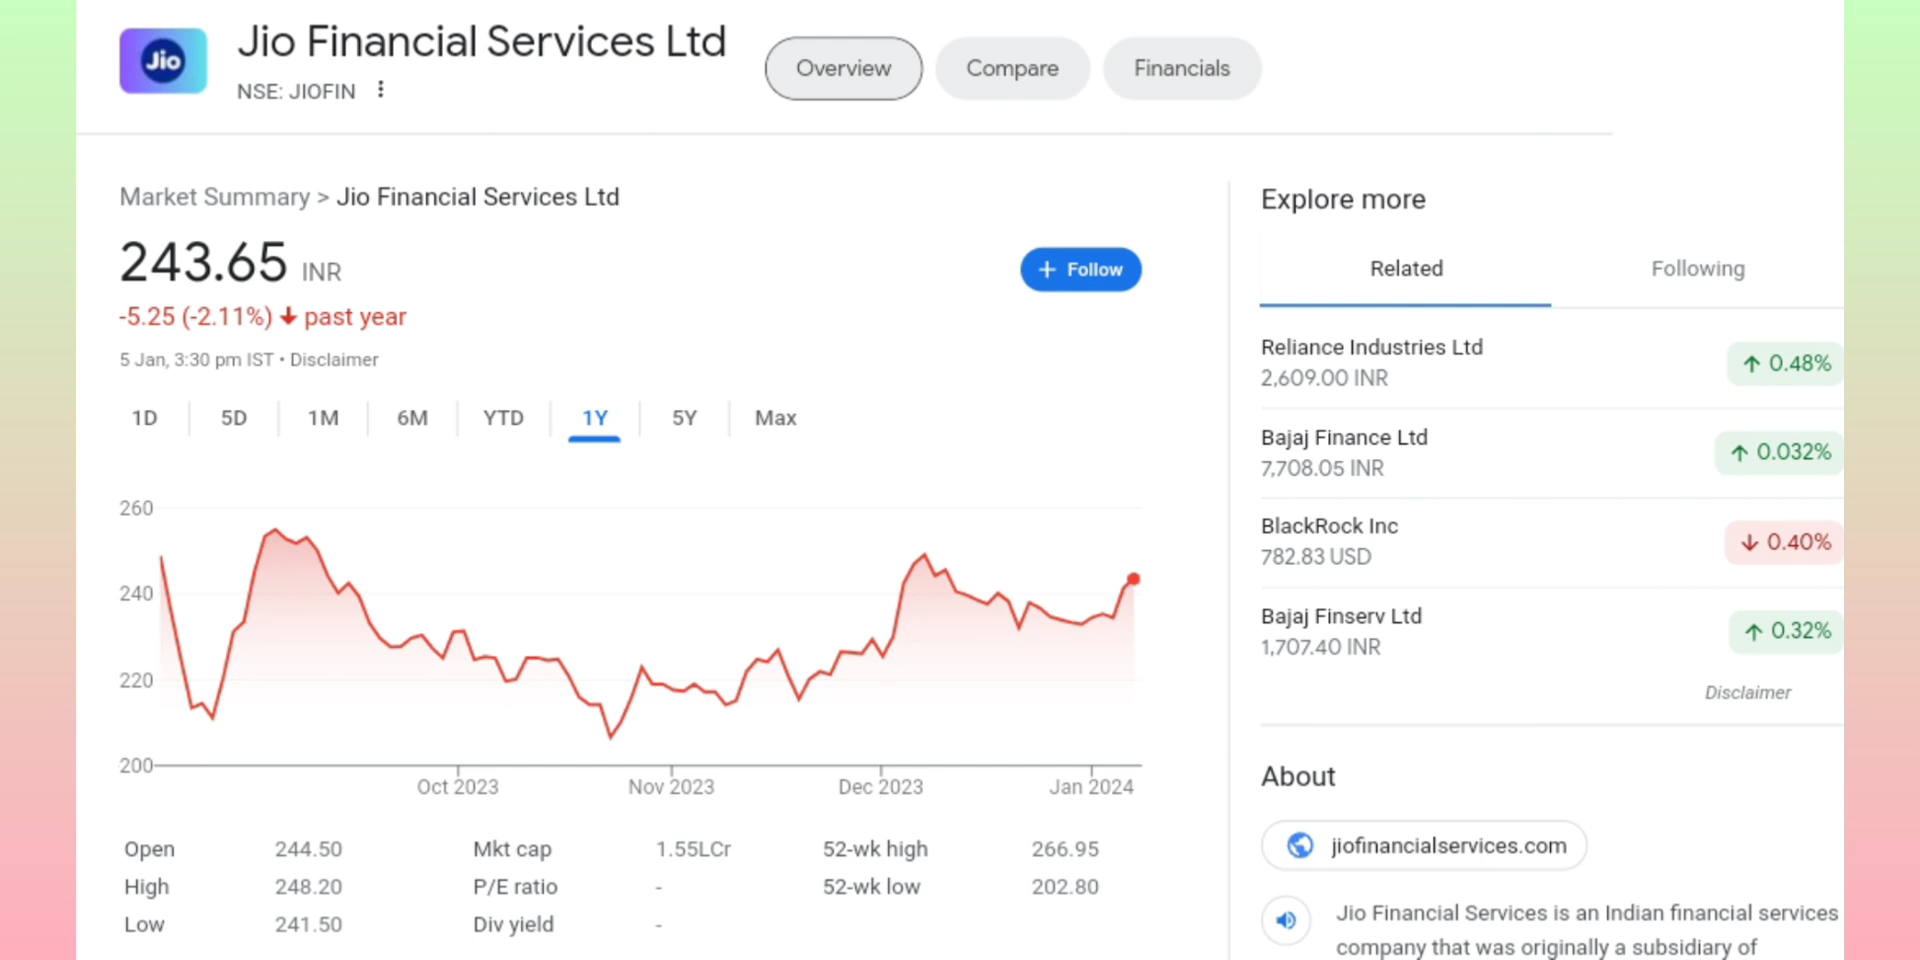 Jio
Jio Financial Services Ltd
NSE: JIOFIN
Overview
Compare
Financials
Market Summary > Jio Financial Services Ltd
243.65 INR
+ Follow
-5.25 (-2.11%) ↓ past year
5 Jan, 3:30 pm IST • Disclaimer
1D 5D 1M 6M YTD 1Y 5Y Max
260
240
220
200
Oct 2023 Nov 2023 Dec 2023 Jan 2024
Open 244.50 Mkt cap 1.55LCr 52-wk high 266.95
High 248.20 P/E ratio - 52-wk low 202.80
Low 241.50 Div yield -
Explore more
Related Following
Reliance Industries Ltd
2,609.00 INR
↑ 0.48%
Bajaj Finance Ltd
7,708.05 INR
↑ 0.032%
BlackRock Inc
782.83 USD
↓ 0.40%
Bajaj Finserv Ltd
1,707.40 INR
↑ 0.32%
Disclaimer
About
jiofinancialservices.com
Jio Financial Services is an Indian financial services
company that was originally a subsidiary of